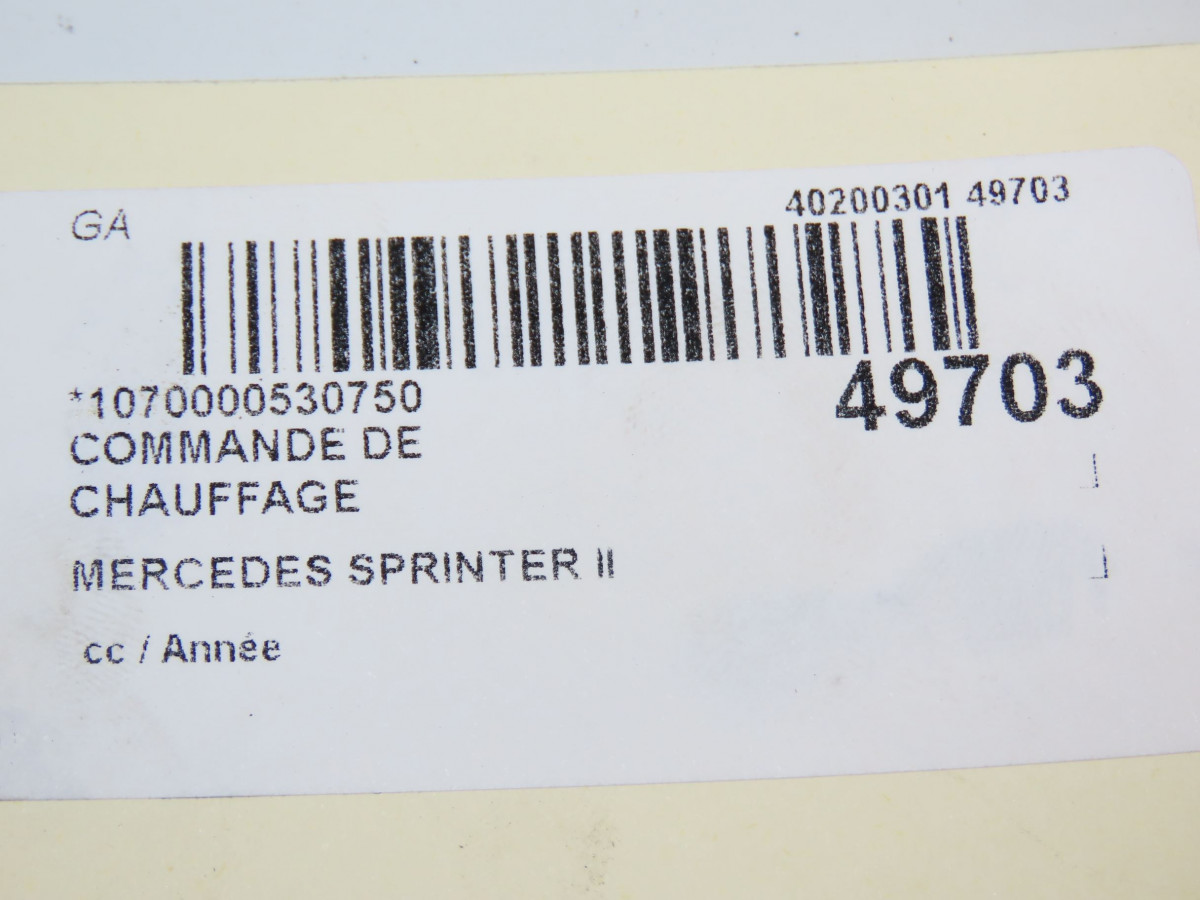 GA
40200301 49703
49703
*1070000530750
COMMANDE DE
CHAUFFAGE
MERCEDES SPRINTER II
cc / Année